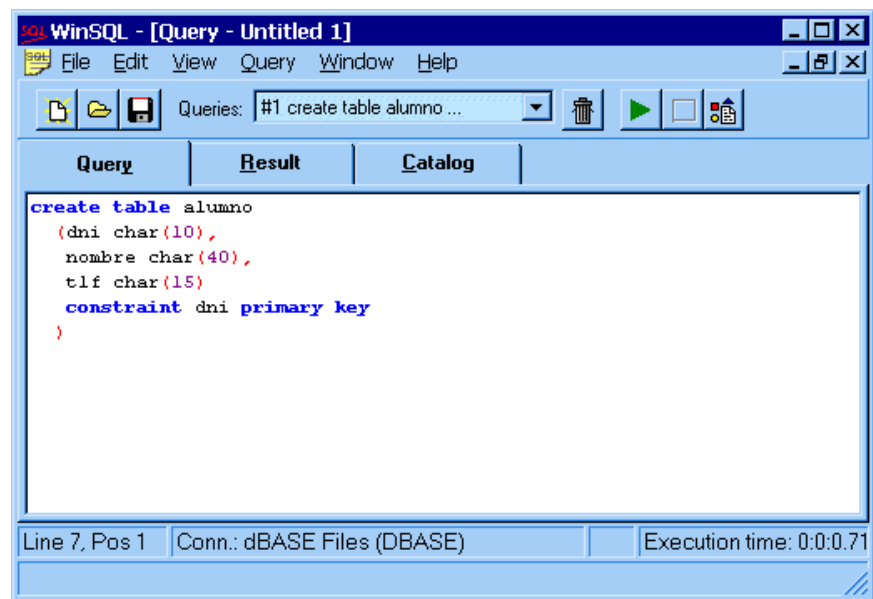 SQL WinSQL - [Query - Untitled 1]
SQL File Edit View Query Window Help
Queries: #1 create table alumno ...
Query Result Catalog
create table alumno
(dni char(10),
nombre char(40),
tlf char(15)
constraint dni primary key
)
Line 7, Pos 1 Conn.: dBASE Files (DBASE) Execution time: 0:0:0.71